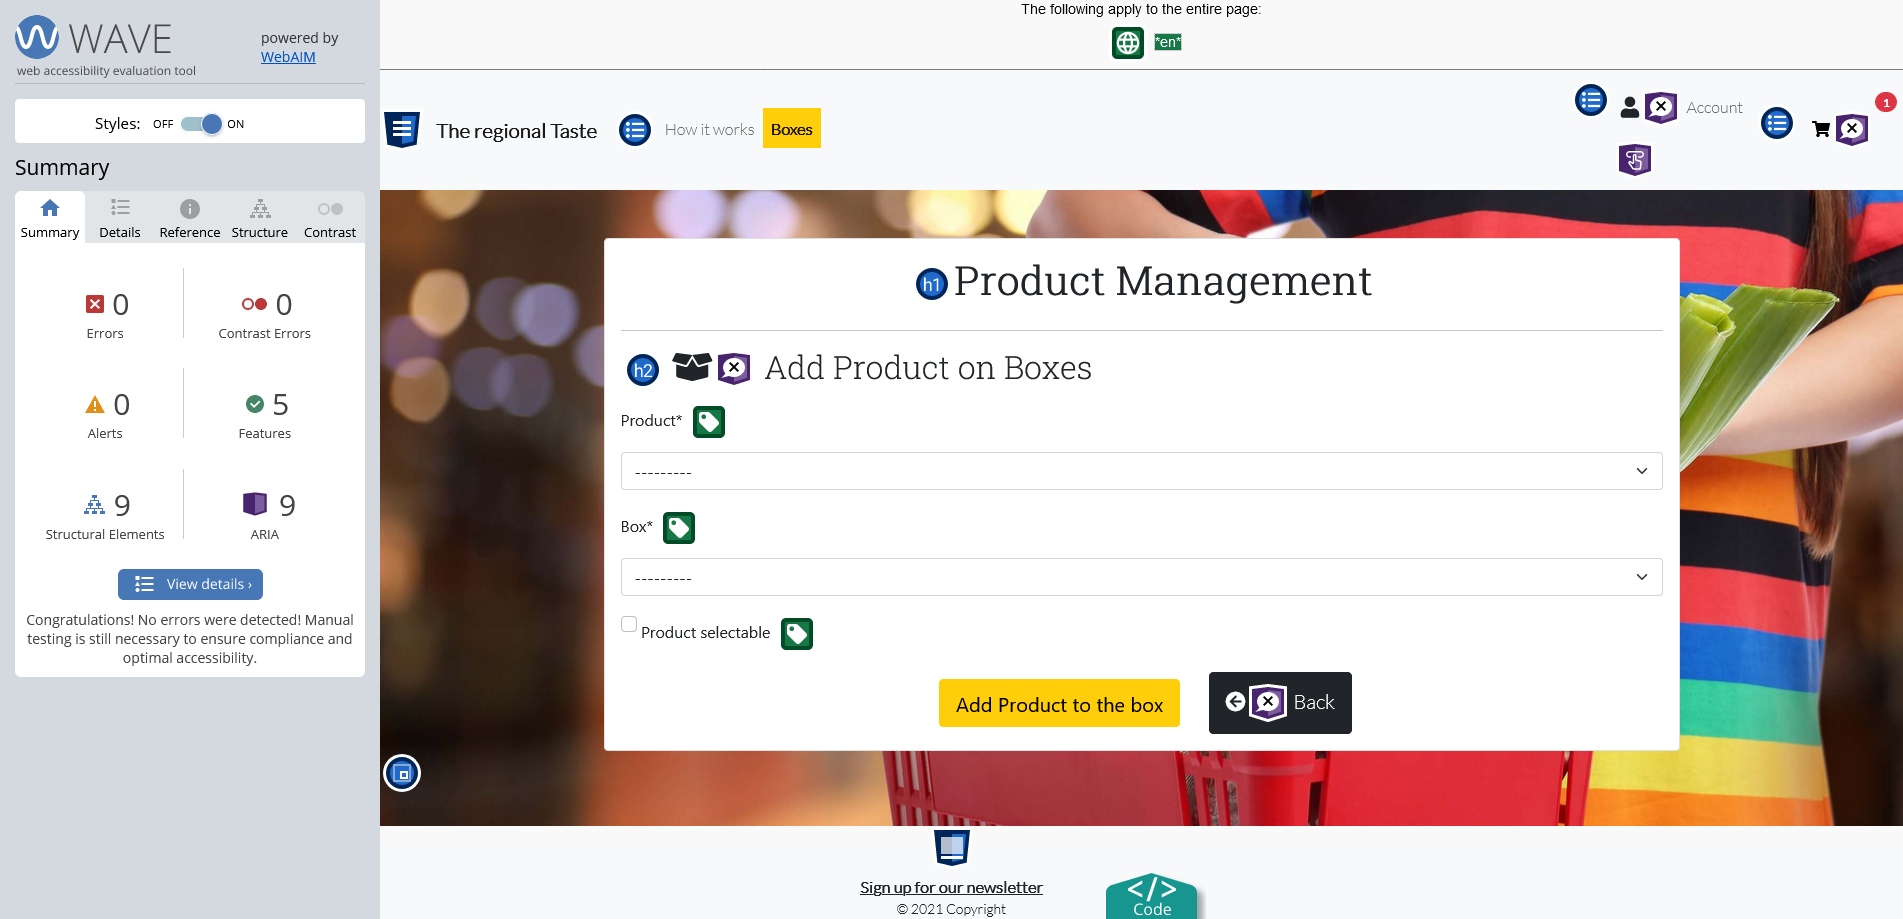 WAVE
web accessibility evaluation tool
powered by
WebAIM
Styles: OFF ON
Summary
Summary Details Reference Structure Contrast
0
Errors
0
Contrast Errors
0
Alerts
5
Features
9
Structural Elements
9
ARIA
View details ›
Congratulations! No errors were detected! Manual
testing is still necessary to ensure compliance and
optimal accessibility.
The following apply to the entire page:
*en*
The regional Taste How it works Boxes Account 1
h1 Product Management
h2 Add Product on Boxes
Product*
---------
Box*
---------
Product selectable
Add Product to the box Back
Sign up for our newsletter
© 2021 Copyright
</> Code